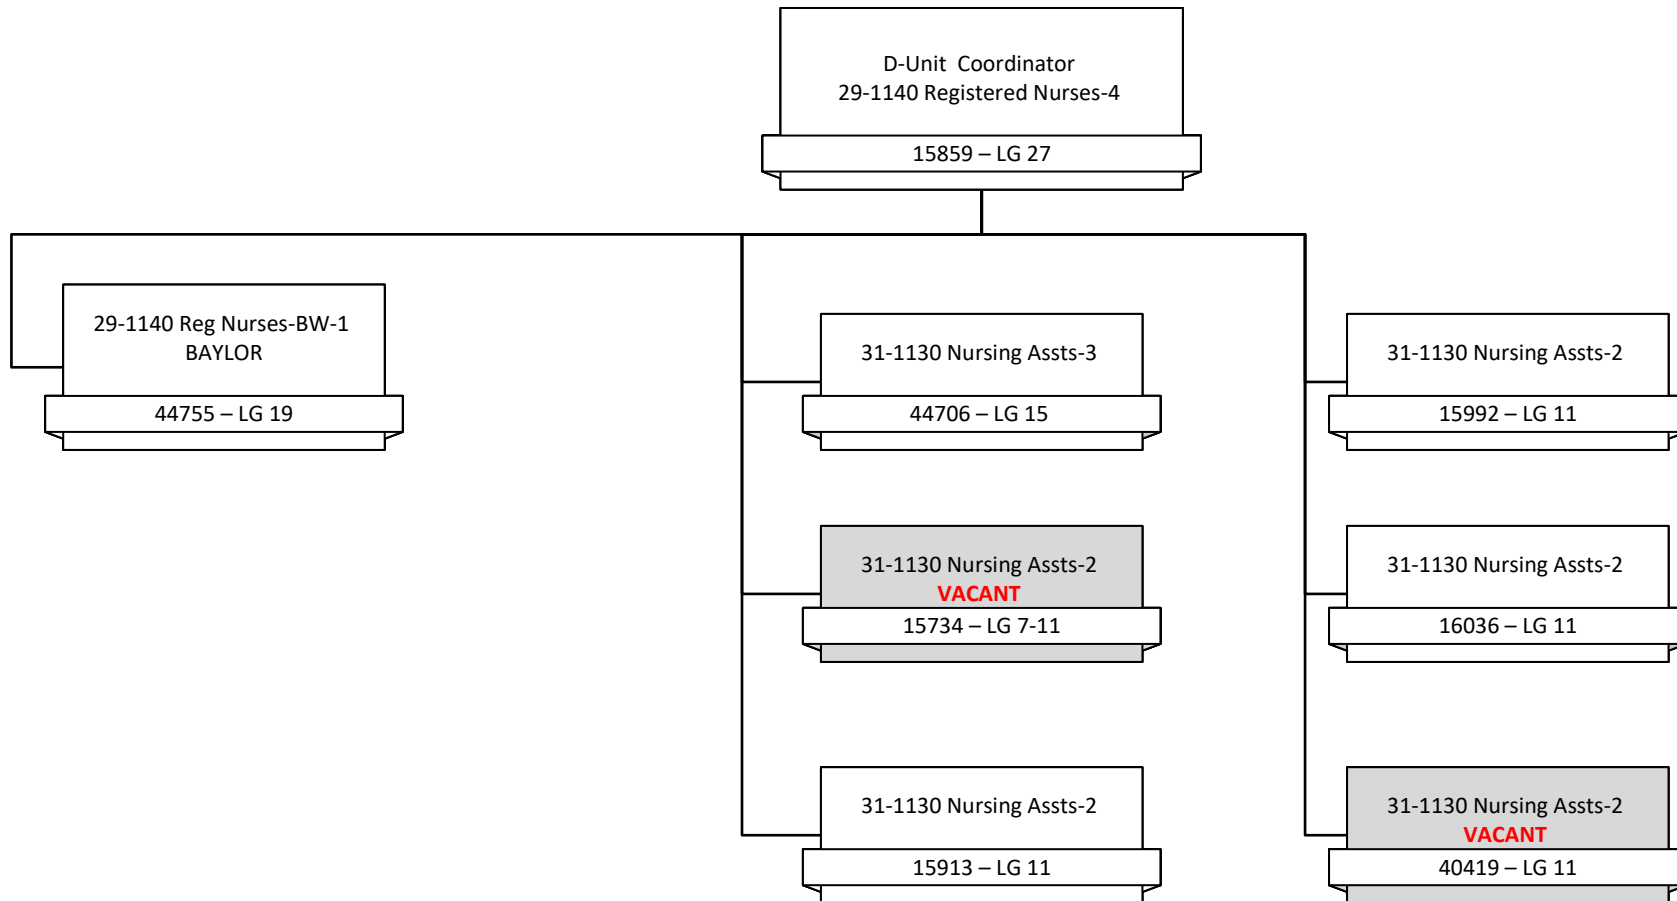 D-Unit  Coordinator
29-1140 Registered Nurses-4
15859 – LG 27
29-1140 Reg Nurses-BW-1
BAYLOR
44755 – LG 19
31-1130 Nursing Assts-3
44706 – LG 15
31-1130 Nursing Assts-2
15992 – LG 11
31-1130 Nursing Assts-2
VACANT
15734 – LG 7-11
31-1130 Nursing Assts-2
16036 – LG 11
31-1130 Nursing Assts-2
15913 – LG 11
31-1130 Nursing Assts-2
VACANT
40419 – LG 11